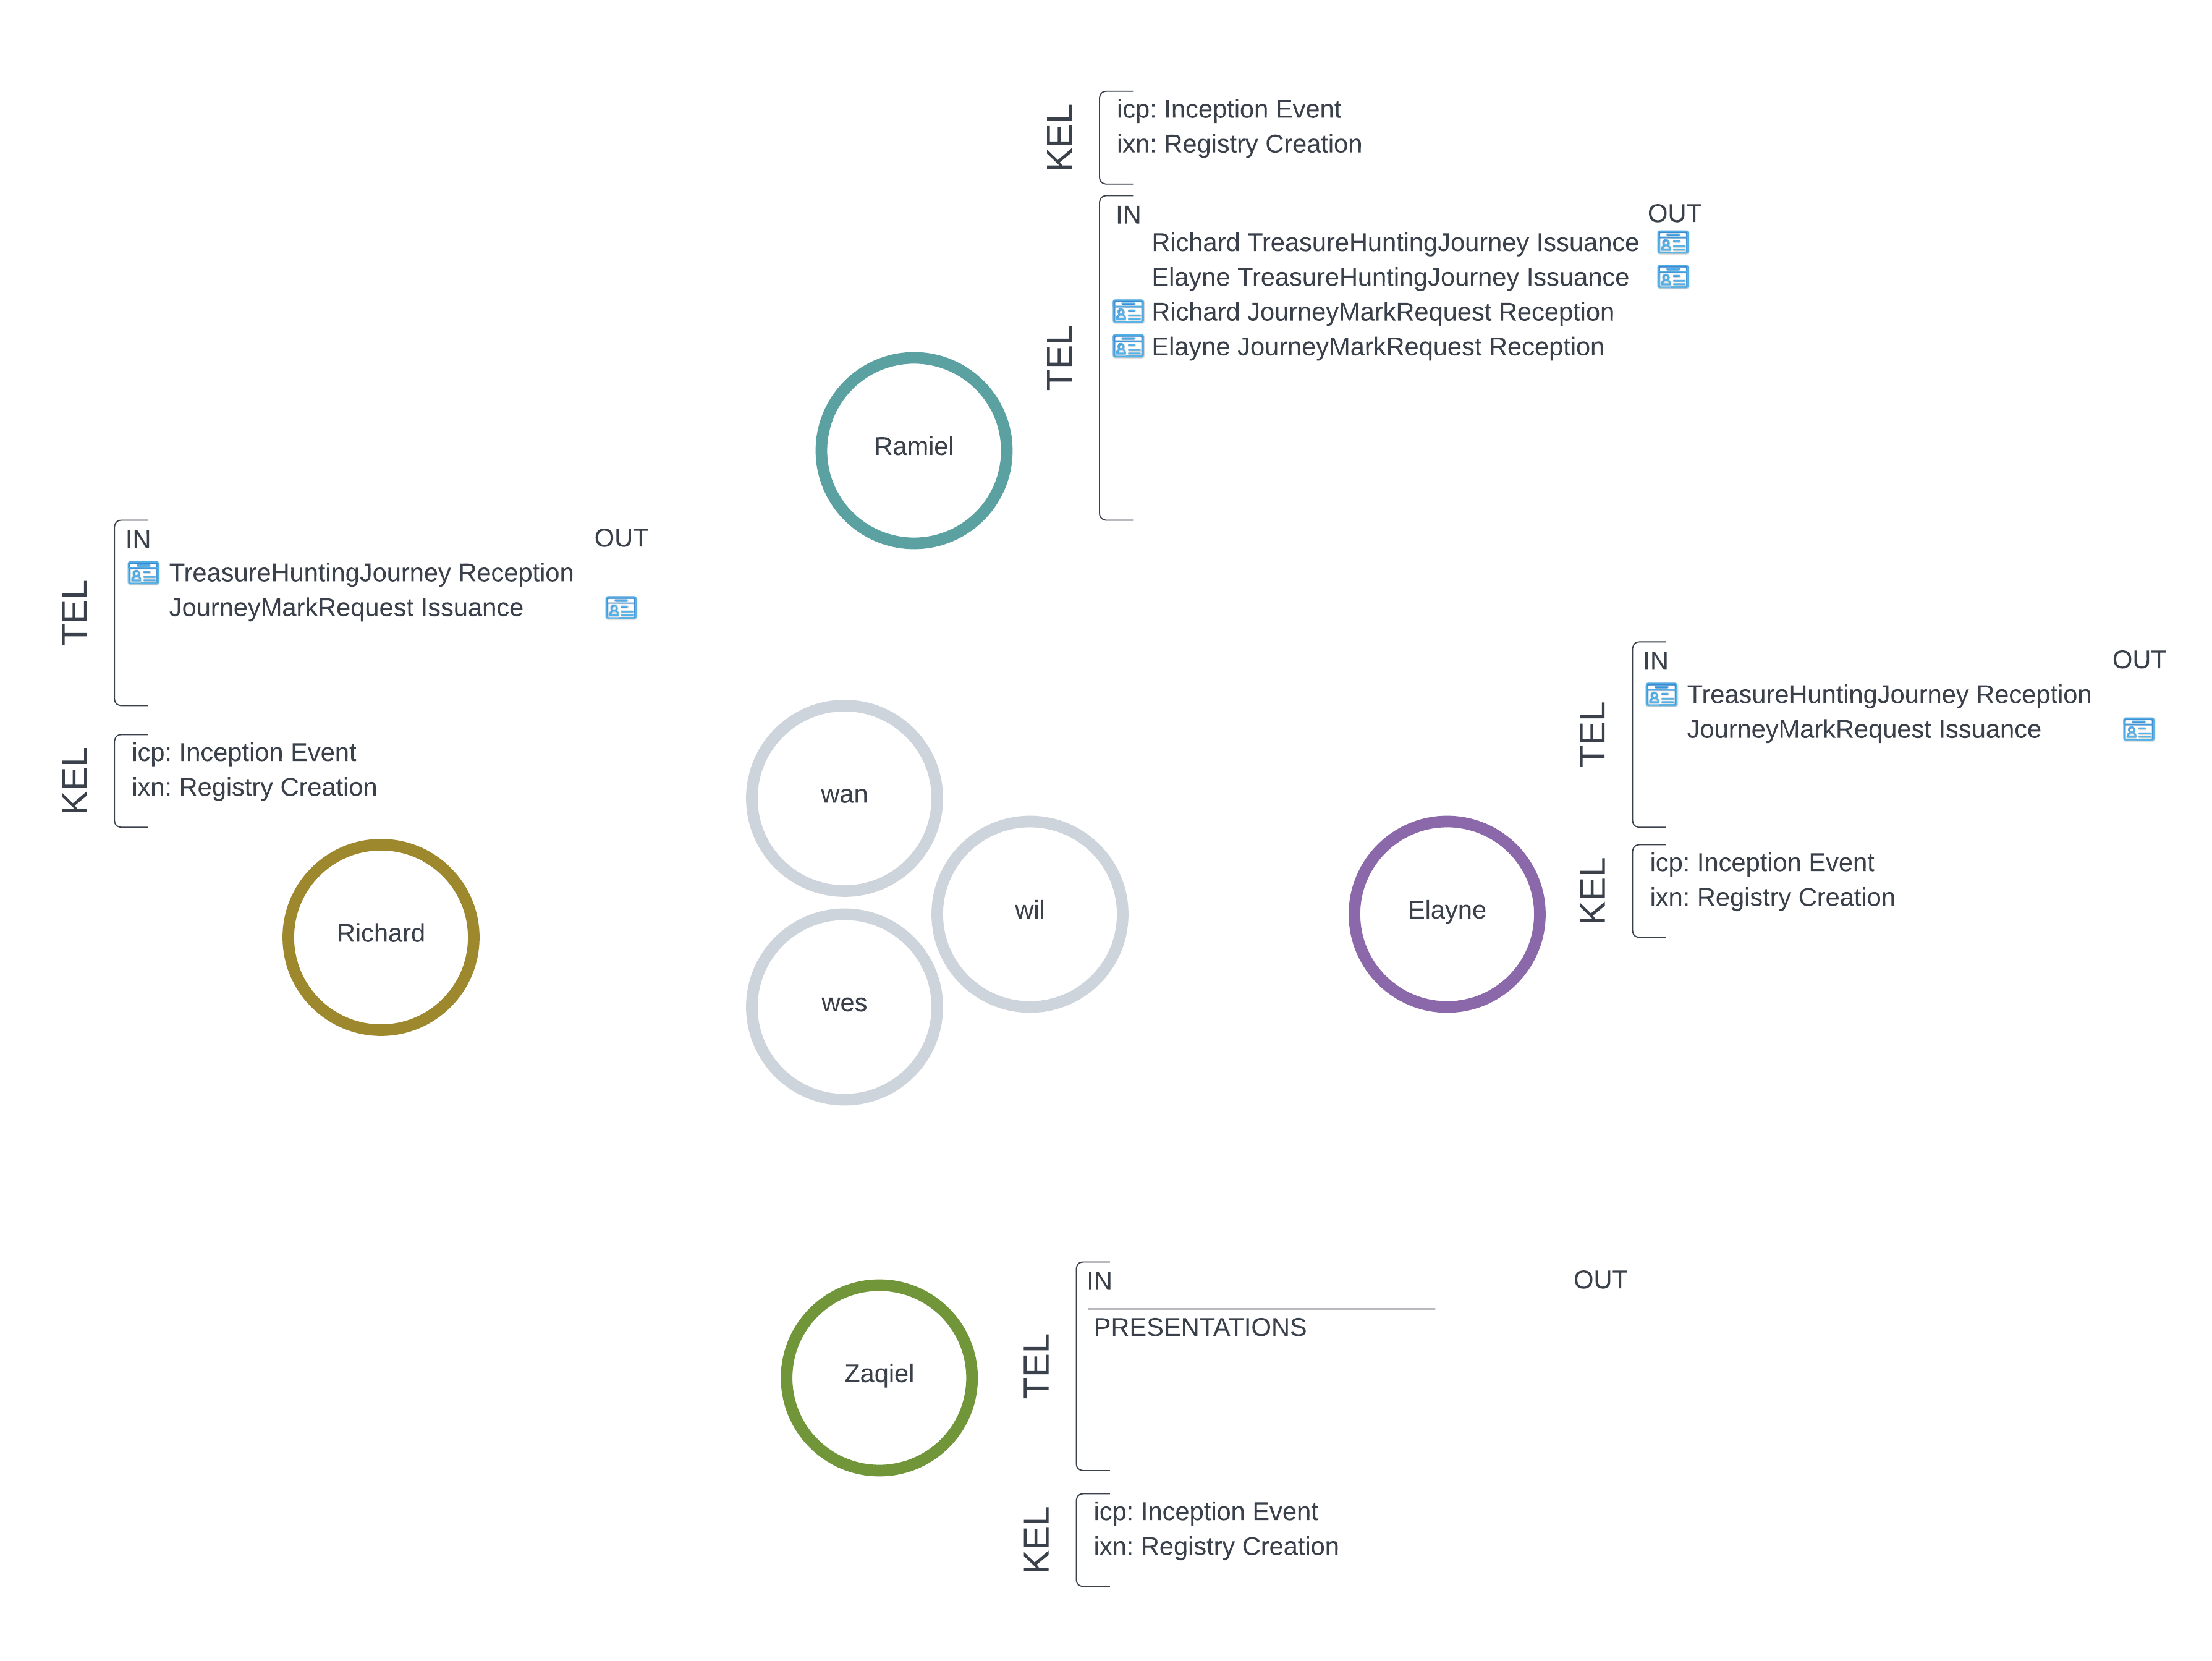 KEL
icp: Inception Event
ixn: Registry Creation
TEL
IN
OUT
Richard TreasureHuntingJourney Issuance
Elayne TreasureHuntingJourney Issuance
Richard JourneyMarkRequest Reception
Elayne JourneyMarkRequest Reception
Ramiel
TEL
IN
OUT
TreasureHuntingJourney Reception
JourneyMarkRequest Issuance
KEL
icp: Inception Event
ixn: Registry Creation
Richard
wan
wil
wes
TEL
IN
OUT
TreasureHuntingJourney Reception
JourneyMarkRequest Issuance
KEL
icp: Inception Event
ixn: Registry Creation
Elayne
TEL
IN
OUT
PRESENTATIONS
Zaqiel
KEL
icp: Inception Event
ixn: Registry Creation